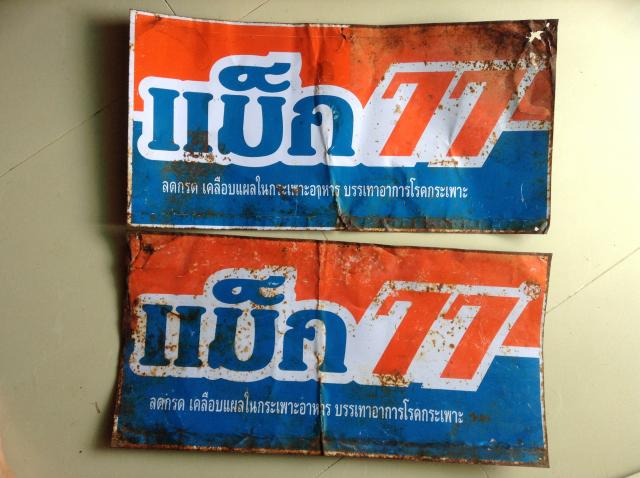 แบ็ก 77
ลดกรด เคลือบแผลในกระเพาะอาหาร บรรเทาอาการโรคกระเพาะ
แบ็ก 77
ลดกรด เคลือบแผลในกระเพาะอาหาร บรรเทาอาการโรคกระเพาะ